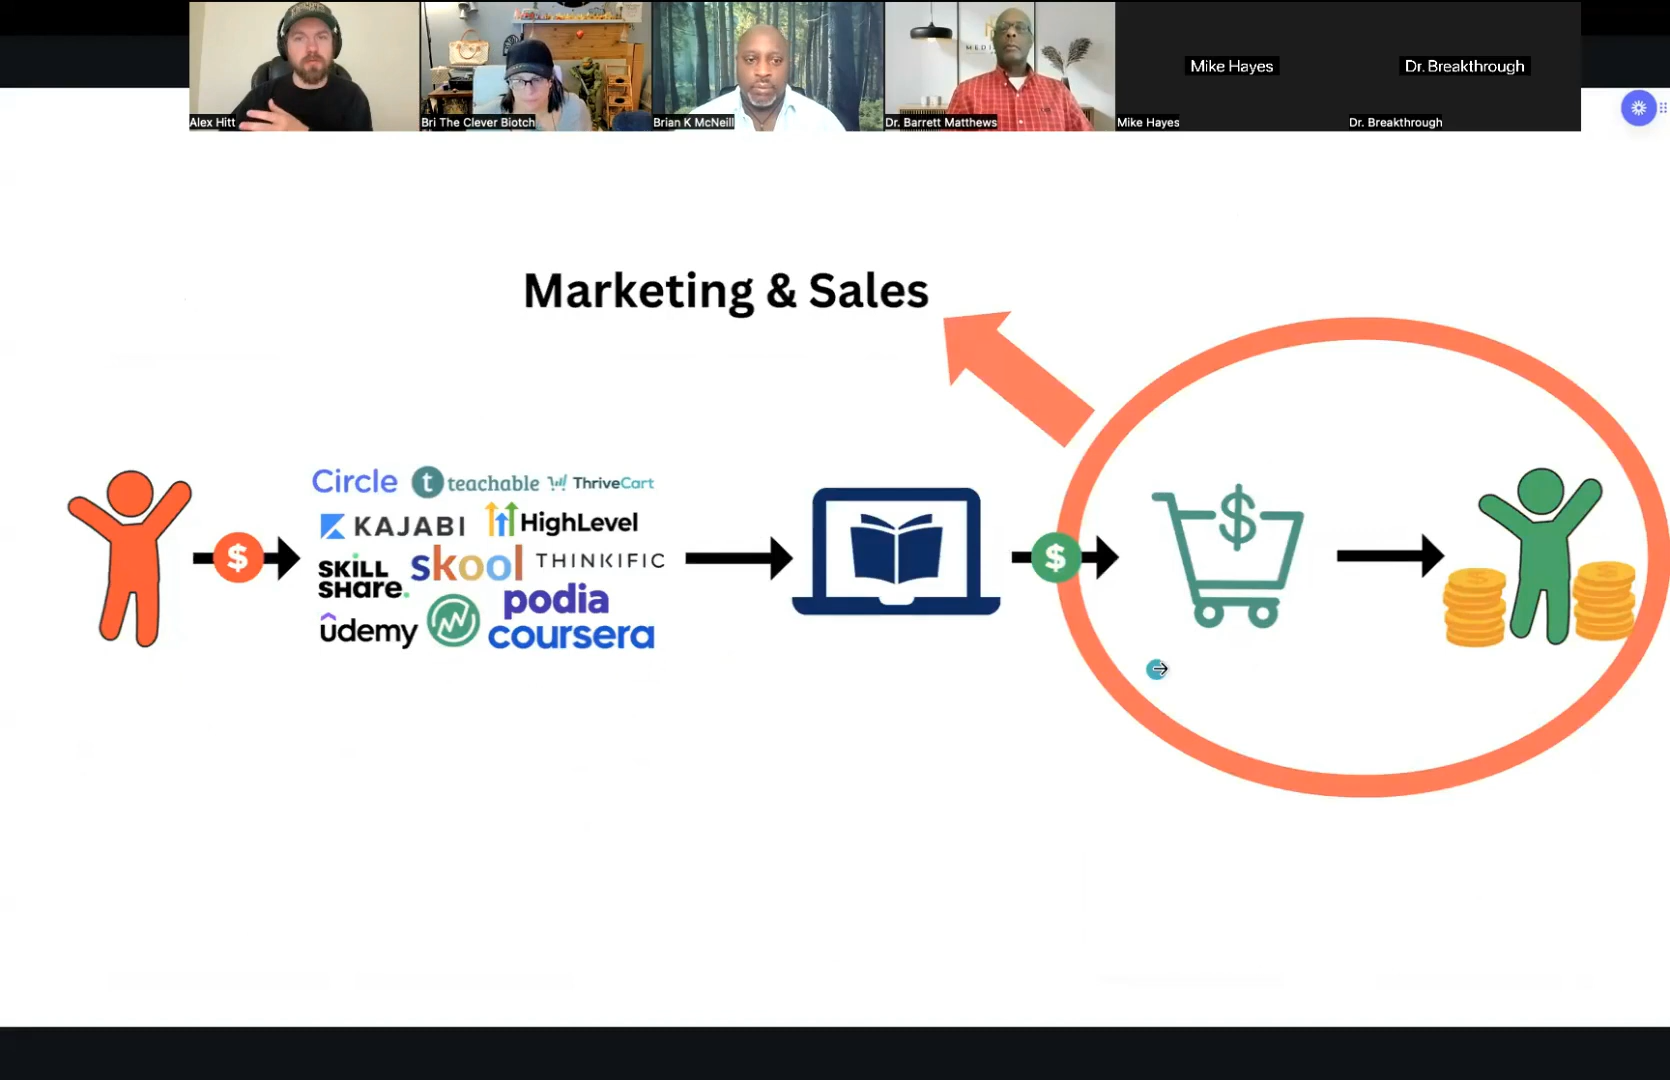 Alex Hitt
Bri The Clever Biotch
Brian K McNeill
MEDI
Dr. Barrett Matthews
Mike Hayes
Mike Hayes
Dr. Breakthrough
Dr. Breakthrough
Marketing & Sales
Circle
t teachable
ThriveCart
KAJABI
HighLevel
SKILL
SHARE.
skool
THINKIFIC
udemy
podia
coursera
$
$
$